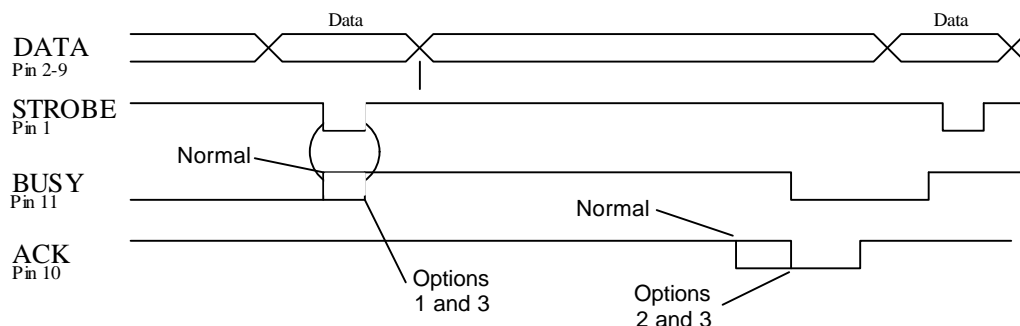 Data
Data
DATA
Pin 2-9
STROBE
Pin 1
Normal
BUSY
Pin 11
Normal
ACK
Pin 10
Options
1 and 3
Options
2 and 3